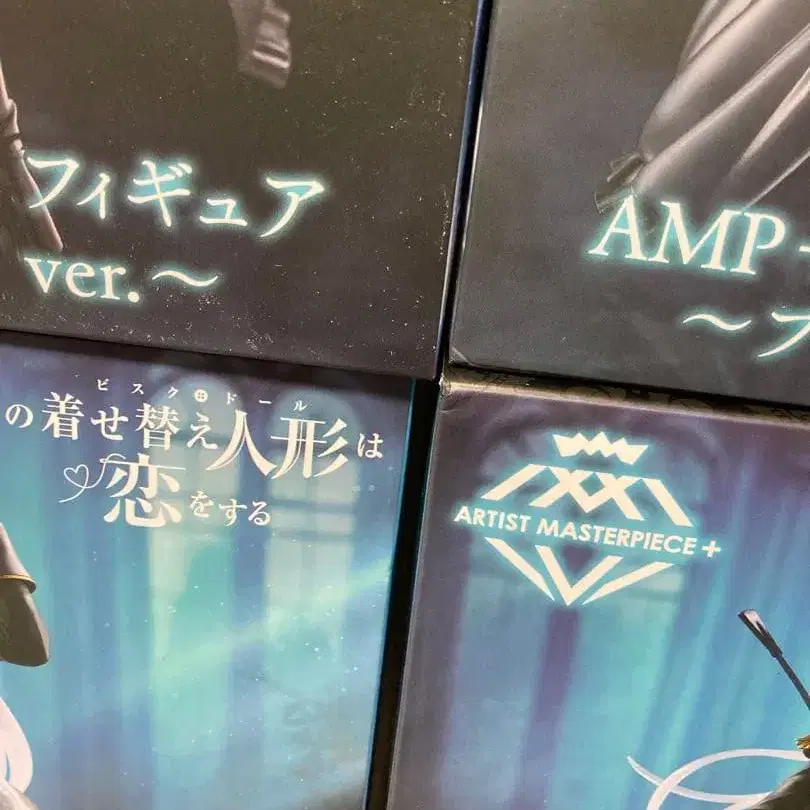 フィギュア
ver.～
AMP+
～フ
ビスク・ドール
の着せ替え人形は
恋をする
ARTIST MASTERPIECE +